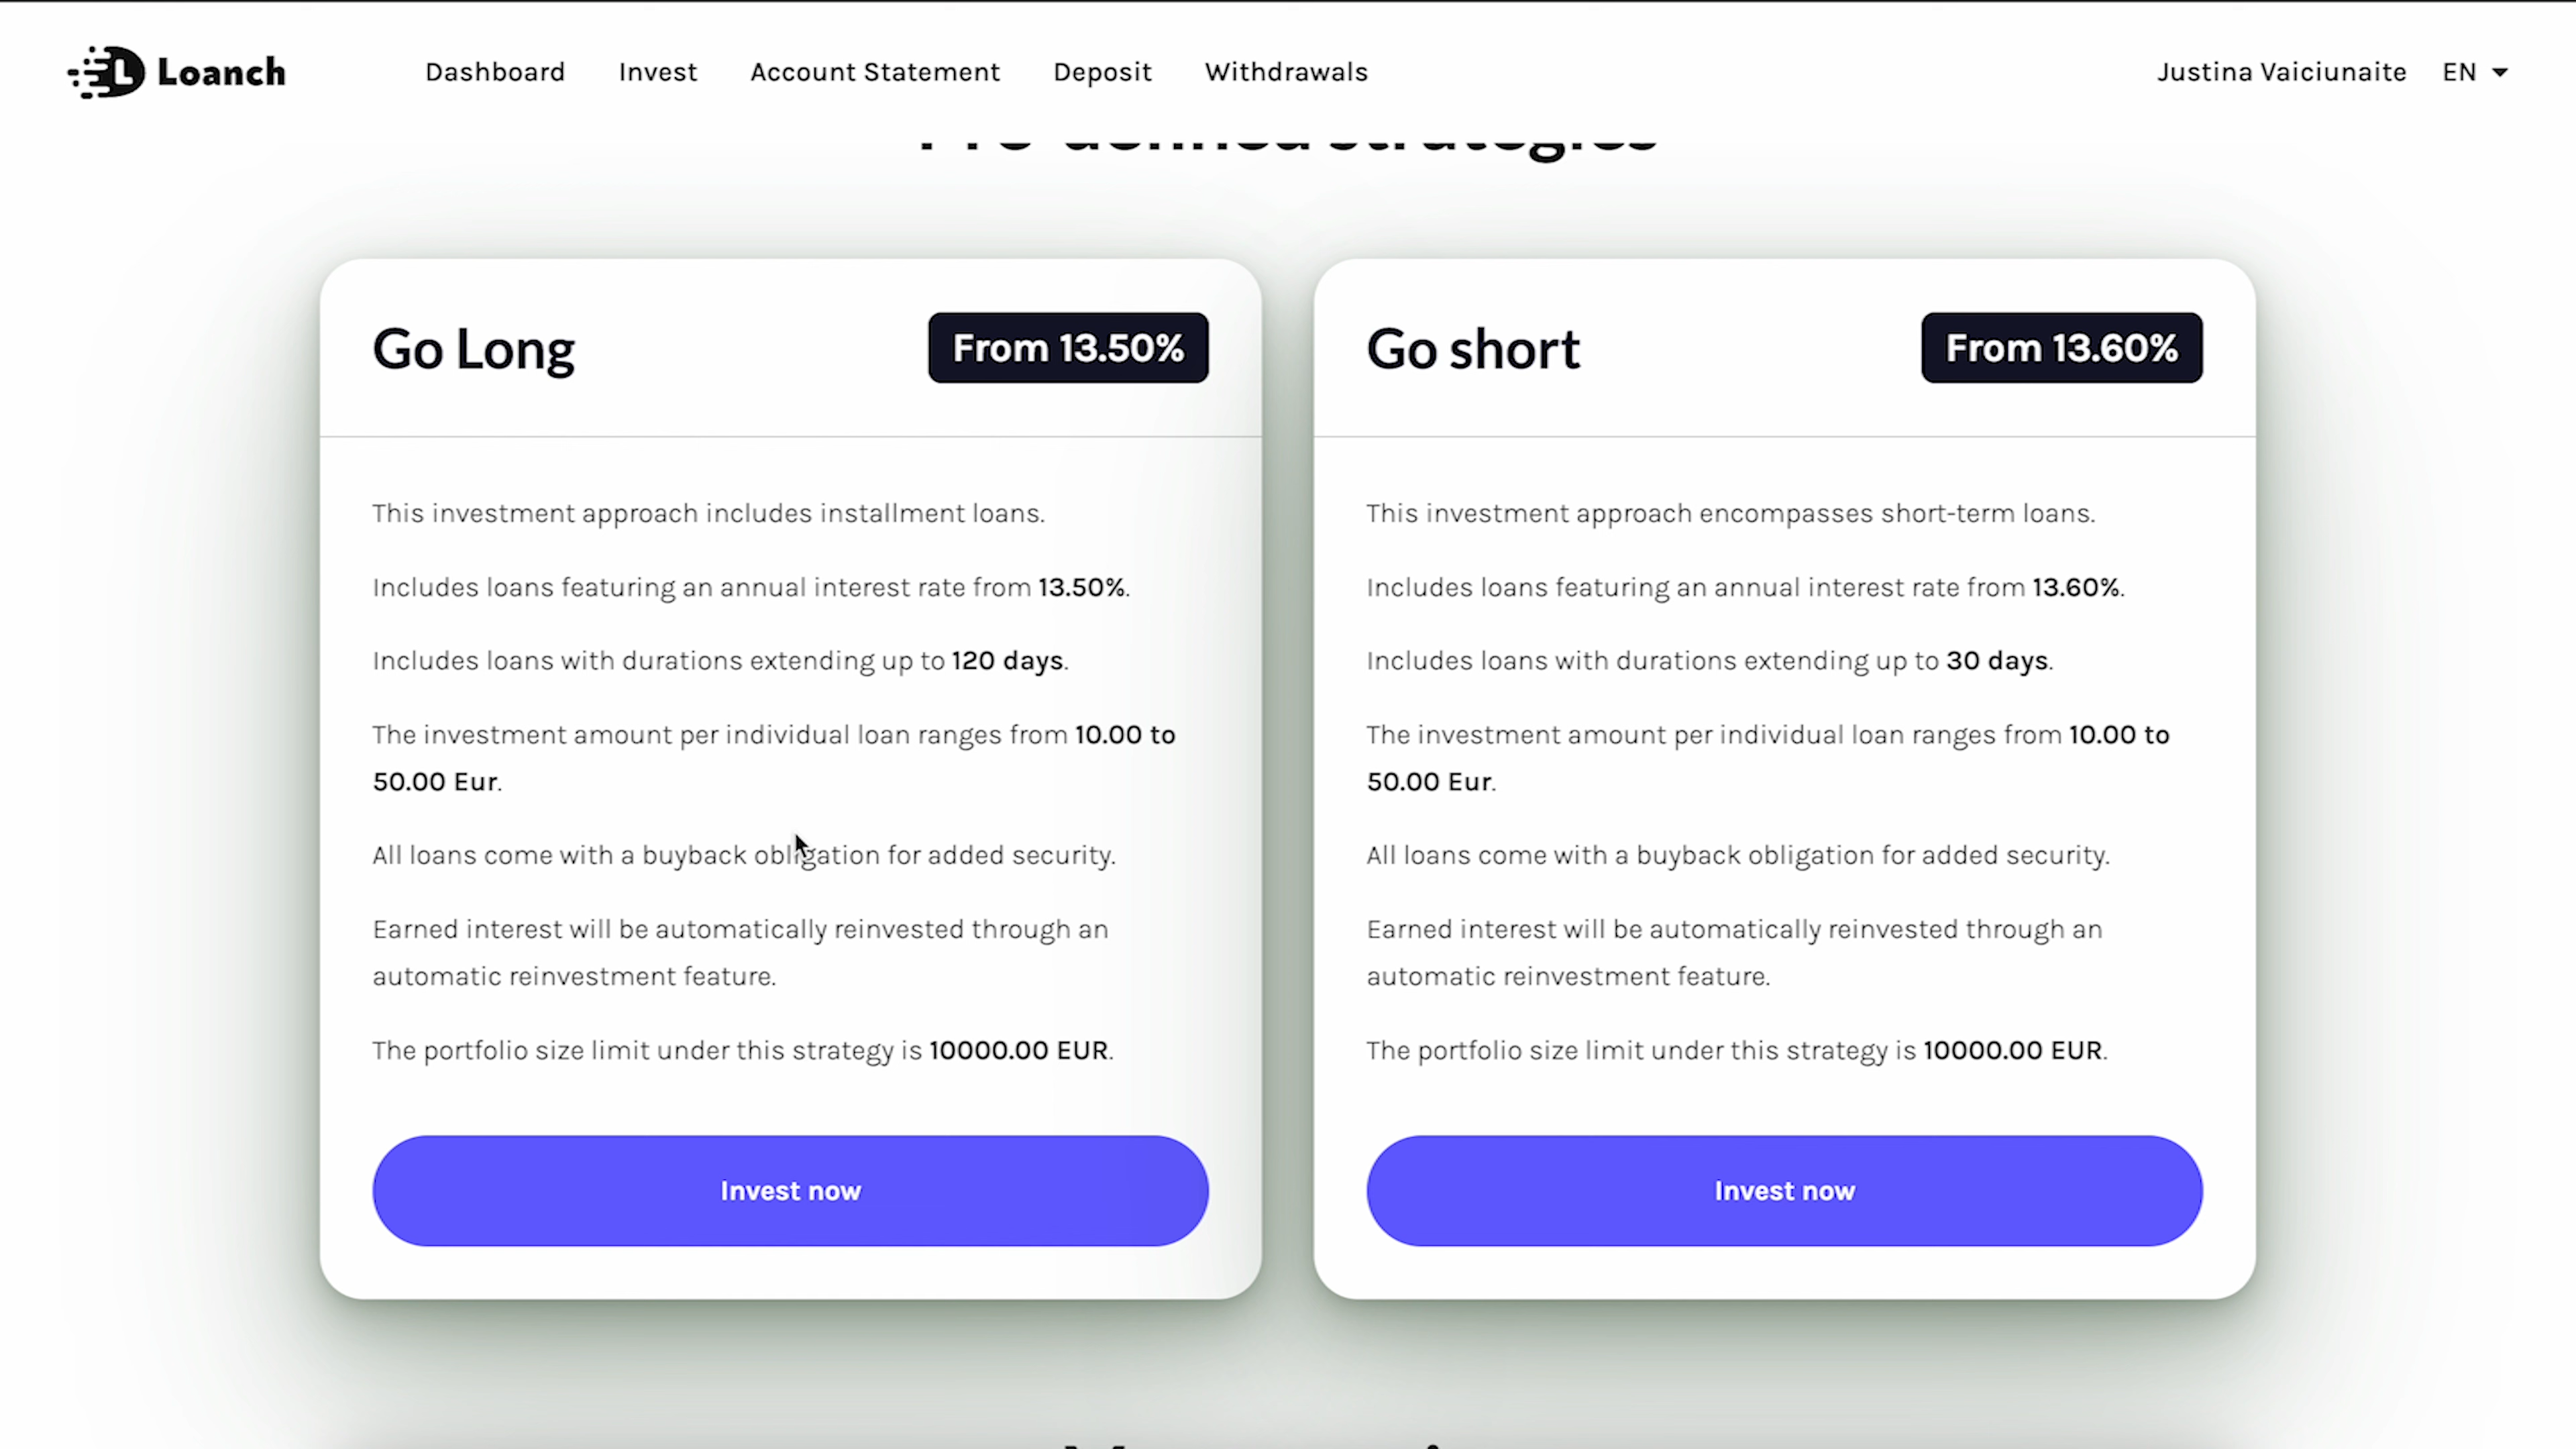 Loanch
Dashboard
Invest
Account Statement
Deposit
Withdrawals
Justina Vaiciunaite
EN
Pre-defined strategies
Go Long
From 13.50%
This investment approach includes installment loans.
Includes loans featuring an annual interest rate from 13.50%.
Includes loans with durations extending up to 120 days.
The investment amount per individual loan ranges from 10.00 to
50.00 Eur.
All loans come with a buyback obligation for added security.
Earned interest will be automatically reinvested through an
automatic reinvestment feature.
The portfolio size limit under this strategy is 10000.00 EUR.
Invest now
Go short
From 13.60%
This investment approach encompasses short-term loans.
Includes loans featuring an annual interest rate from 13.60%.
Includes loans with durations extending up to 30 days.
The investment amount per individual loan ranges from 10.00 to
50.00 Eur.
All loans come with a buyback obligation for added security.
Earned interest will be automatically reinvested through an
automatic reinvestment feature.
The portfolio size limit under this strategy is 10000.00 EUR.
Invest now